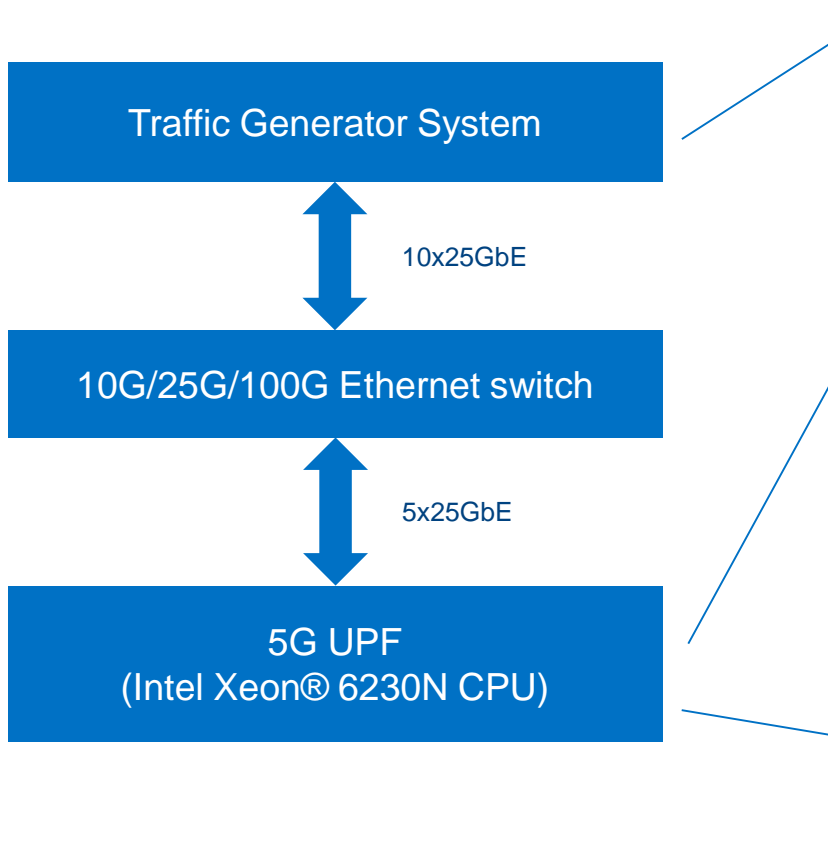 Traffic Generator System
10x25GbE
10G/25G/100G Ethernet switch
5x25GbE
5G UPF
(Intel Xeon® 6230N CPU)